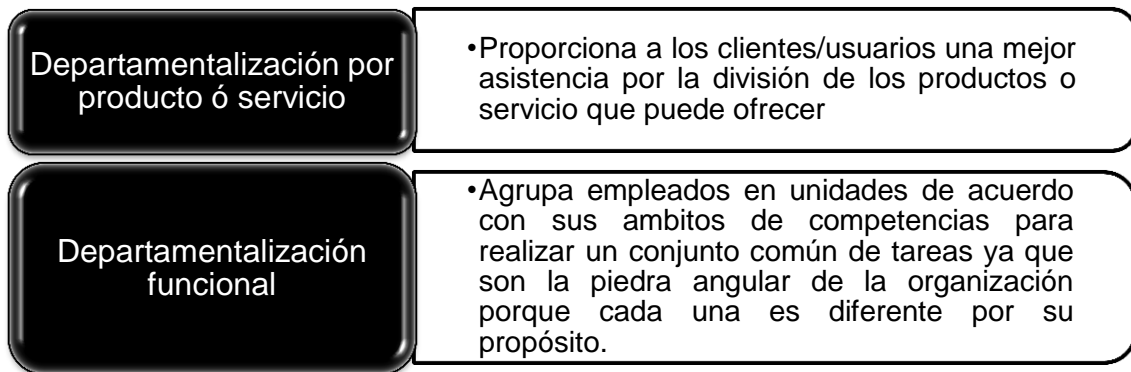 Departamentalización por
producto ó servicio
•Proporciona a los clientes/usuarios una mejor
asistencia por la división de los productos o
servicio que puede ofrecer
Departamentalización
funcional
•Agrupa empleados en unidades de acuerdo
con sus ambitos de competencias para
realizar un conjunto común de tareas ya que
son la piedra angular de la organización
porque cada una es diferente por su
propósito.